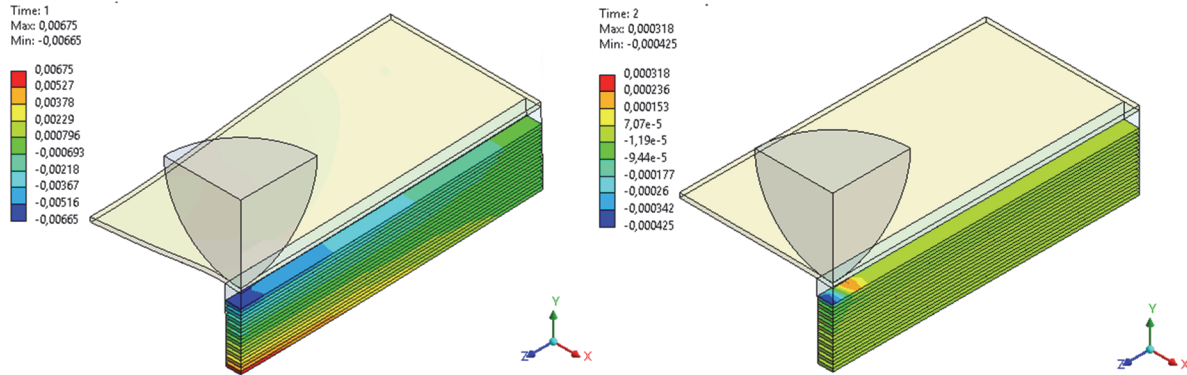 Time: 1
Max: 0,00675
Min: -0,00665
0,00675
0,00527
0,00378
0,00229
0,000796
-0,000693
-0,00218
-0,00367
-0,00516
-0,00665
Y
Z
X
Time: 2
Max: 0,000318
Min: -0,000425
0,000318
0,000236
0,000153
7,07e-5
-1,19e-5
-9,44e-5
-0,000177
-0,00026
-0,000342
-0,000425
Y
Z
X